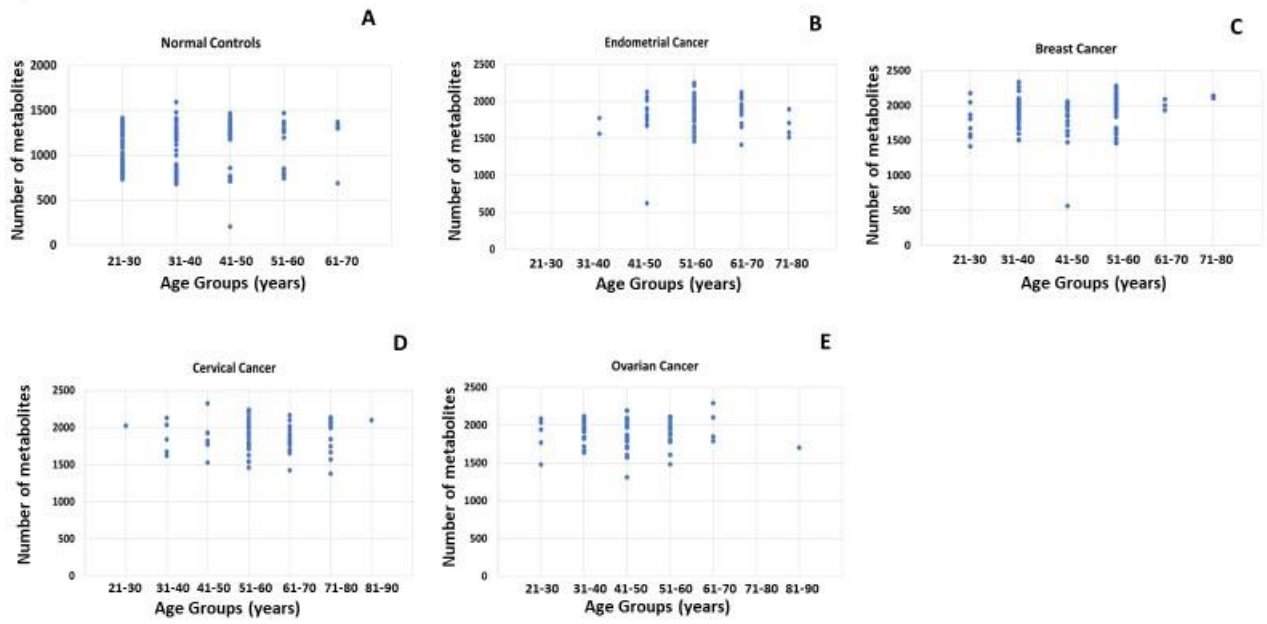 A
Normal Controls
Number of metabolites
2000
1500
1000
500
0
21-30 31-40 41-50 51-60 61-70
Age Groups (years)
B
Endometrial Cancer
Number of metabolites
2500
2000
1500
1000
500
0
21-30 31-40 41-50 51-60 61-70 71-80
Age Groups (years)
C
Breast Cancer
Number of metabolites
2500
2000
1500
1000
500
0
21-30 31-40 41-50 51-60 61-70 71-80
Age Groups (years)
D
Cervical Cancer
Number of metabolites
2500
2000
1500
1000
500
0
21-30 31-40 41-50 51-60 61-70 71-80 81-90
Age Groups (years)
E
Ovarian Cancer
Number of metabolites
2500
2000
1500
1000
500
0
21-30 31-40 41-50 51-60 61-70 71-80 81-90
Age Groups (years)